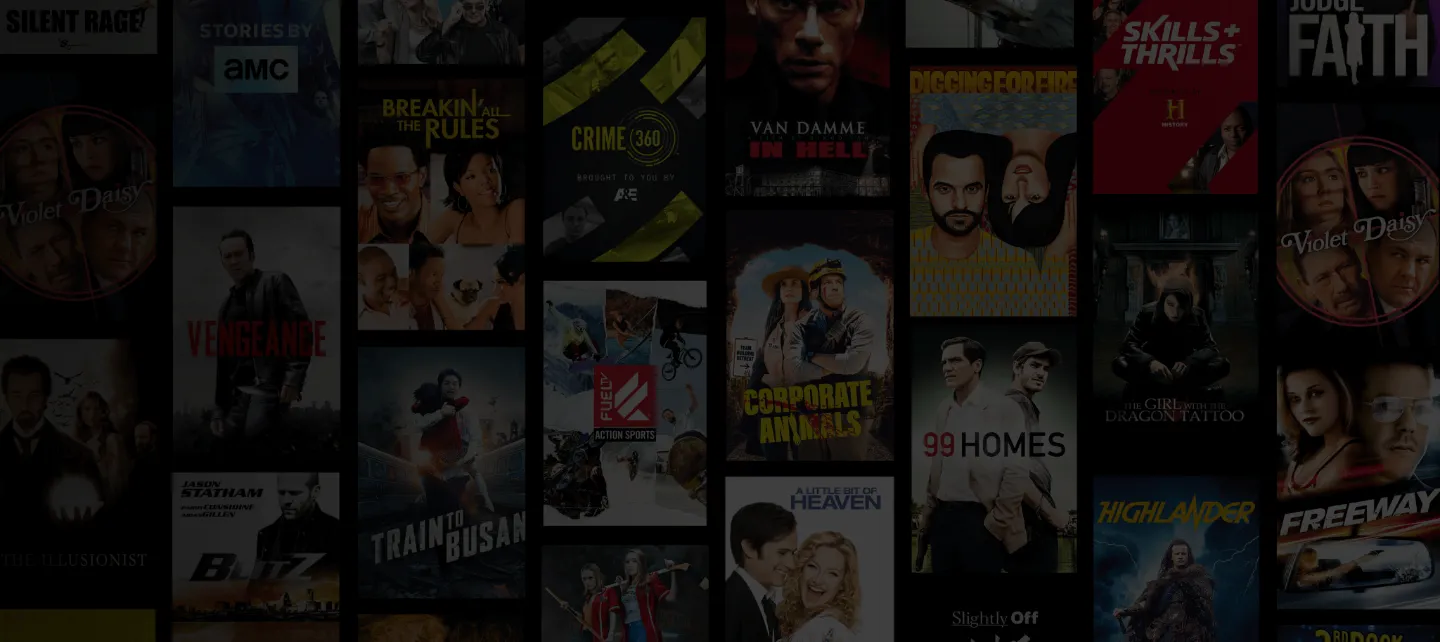 SILENT RAGE
Violet Daisy
THE ILLUSIONIST
STORIES BY
aMC
VENGEANCE
JASON
STATHAM
BLITZ
BREAKIN' ALL
THE RULES
TRAIN TO
BUSAN
CRIME 360
BROUGHT TO YOU BY
A&E
FUEL TV
ACTION SPORTS
VAN DAMME
IN HELL
CORPORATE
ANIMALS
A LITTLE BIT OF
HEAVEN
DIGGING FOR FIRE
99 HOMES
Slightly Off
SKILLS+
THRILLS
H
HISTORY
THE GIRL WITH THE
DRAGON TATTOO
HIGHLANDER
JUDGE
FAITH
Violet Daisy
FREEWAY
3RD ROCK